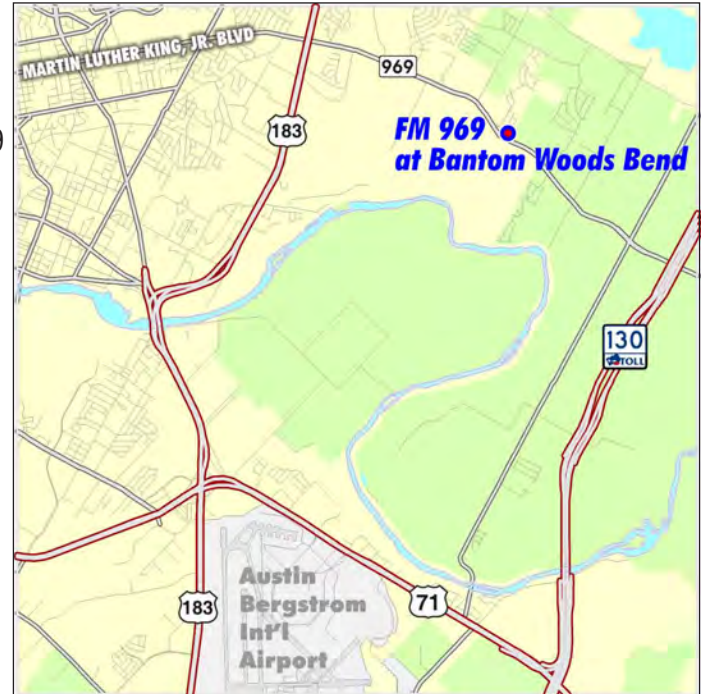 MARTIN LUTHER KING, JR. BLVD
969
9
183
FM 969
at Bantom Woods Bend
130
TOLL
Austin
Bergstrom
Int'l
Airport
183
71